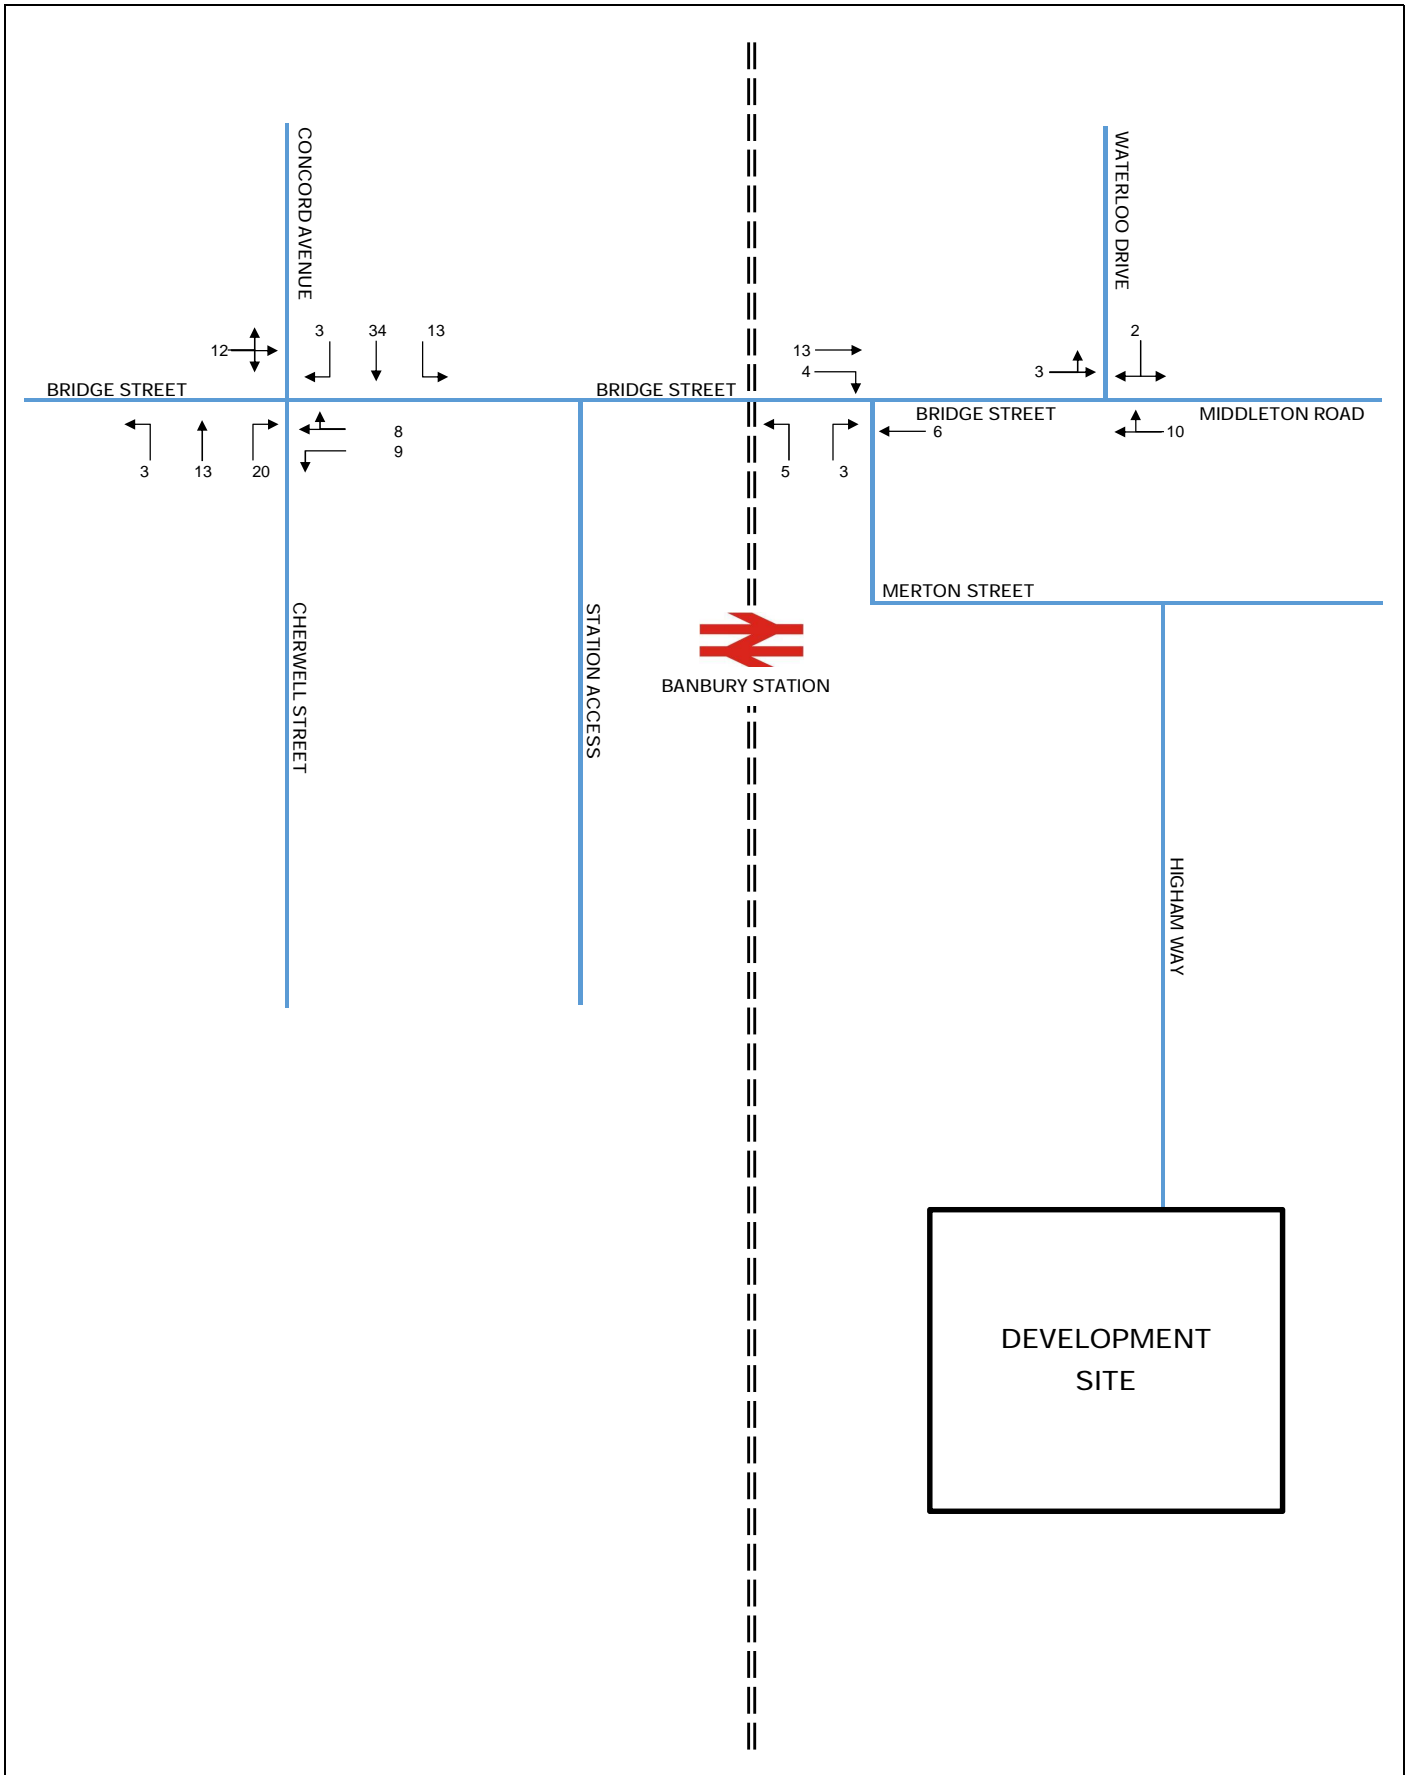 CONCORD AVENUE
WATERLOO DRIVE
3 34 13
12
13
4
2
3
BRIDGE STREET
BRIDGE STREET
BRIDGE STREET
MIDDLETON ROAD
8
9
6
10
3 13 20
5 3
MERTON STREET
CHERWELL STREET
STATION ACCESS
BANBURY STATION
HIGHAM WAY
DEVELOPMENT
SITE